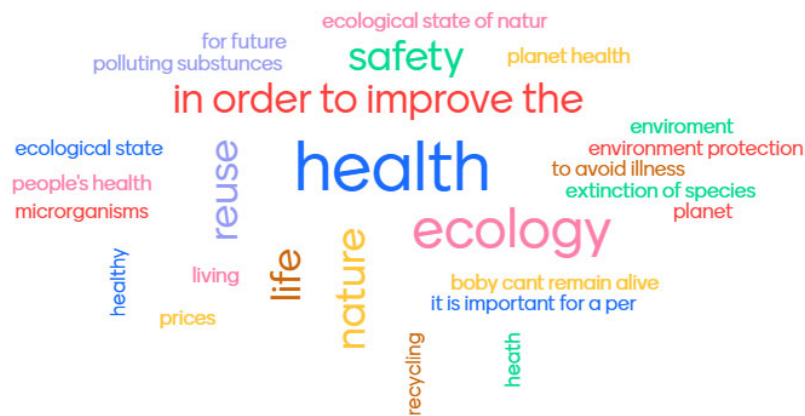 ecological state of natur
for future
safety
planet health
polluting substunces
in order to improve the
enviroment
ecological state
reuse
health
environment protection
to avoid illness
people's health
extinction of species
microrganisms
planet
ecology
nature
life
healthy
living
boby cant remain alive
it is important for a per
prices
recycling
heath